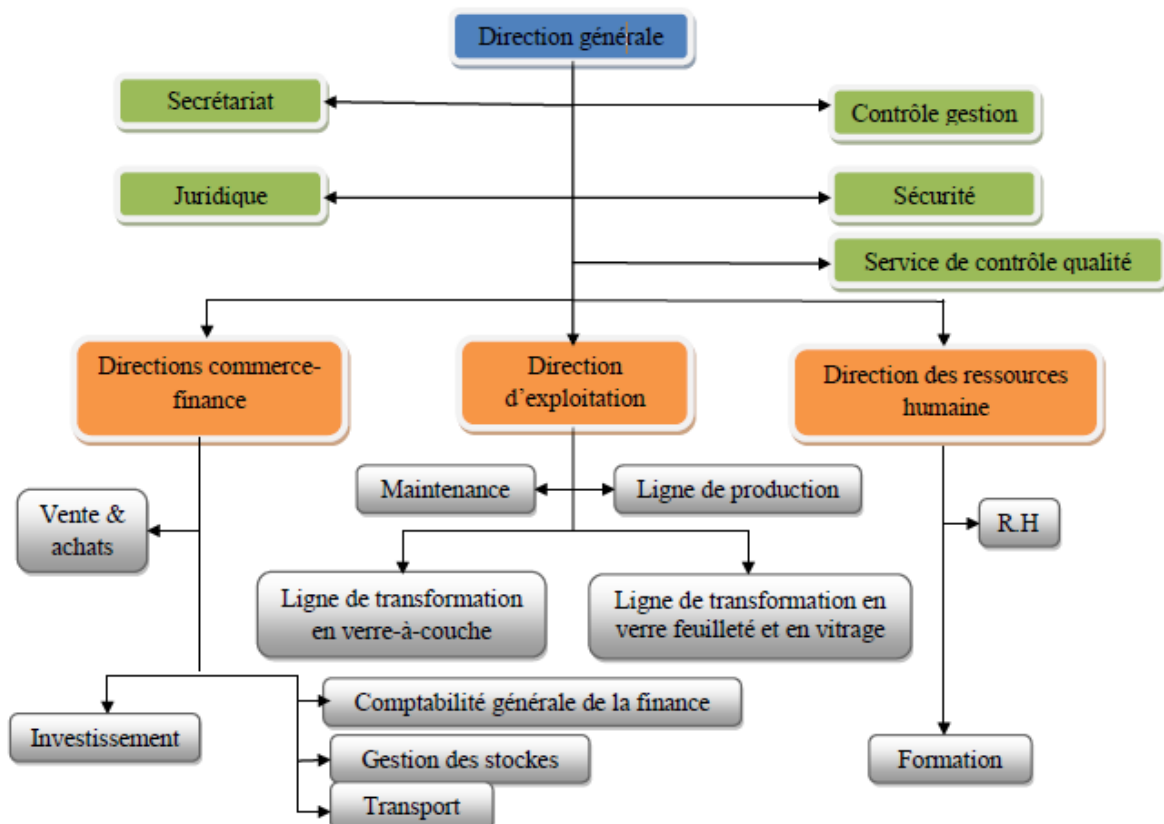 Direction générale
Secrétariat
Contrôle gestion
Juridique
Sécurité
Service de contrôle qualité
Directions commerce-
finance
Direction
d’exploitation
Direction des ressources
humaine
Maintenance
Ligne de production
Vente &
achats
R.H
Ligne de transformation
en verre-à-couche
Ligne de transformation en
verre feuilleté et en vitrage
Comptabilité générale de la finance
Investissement
Gestion des stockes
Formation
Transport